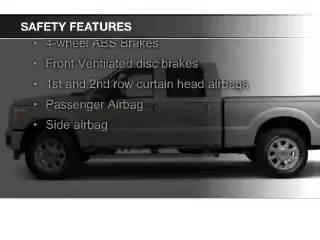 SAFETY FEATURES
• 4-wheel ABS Brakes
• Front Ventilated disc brakes
• 1st and 2nd row curtain head airbags
• Passenger Airbag
• Side airbag